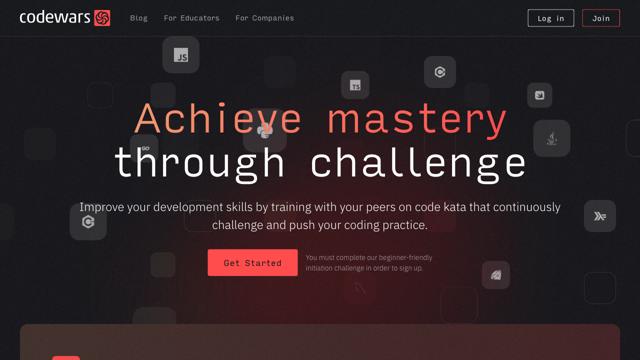 codewars
Blog
For Educators
For Companies
Log in
Join
JS
TS
GO
Achieve mastery
through challenge
Improve your development skills by training with your peers on code kata that continuously
challenge and push your coding practice.
Get Started
You must complete our beginner-friendly
initiation challenge in order to sign up.